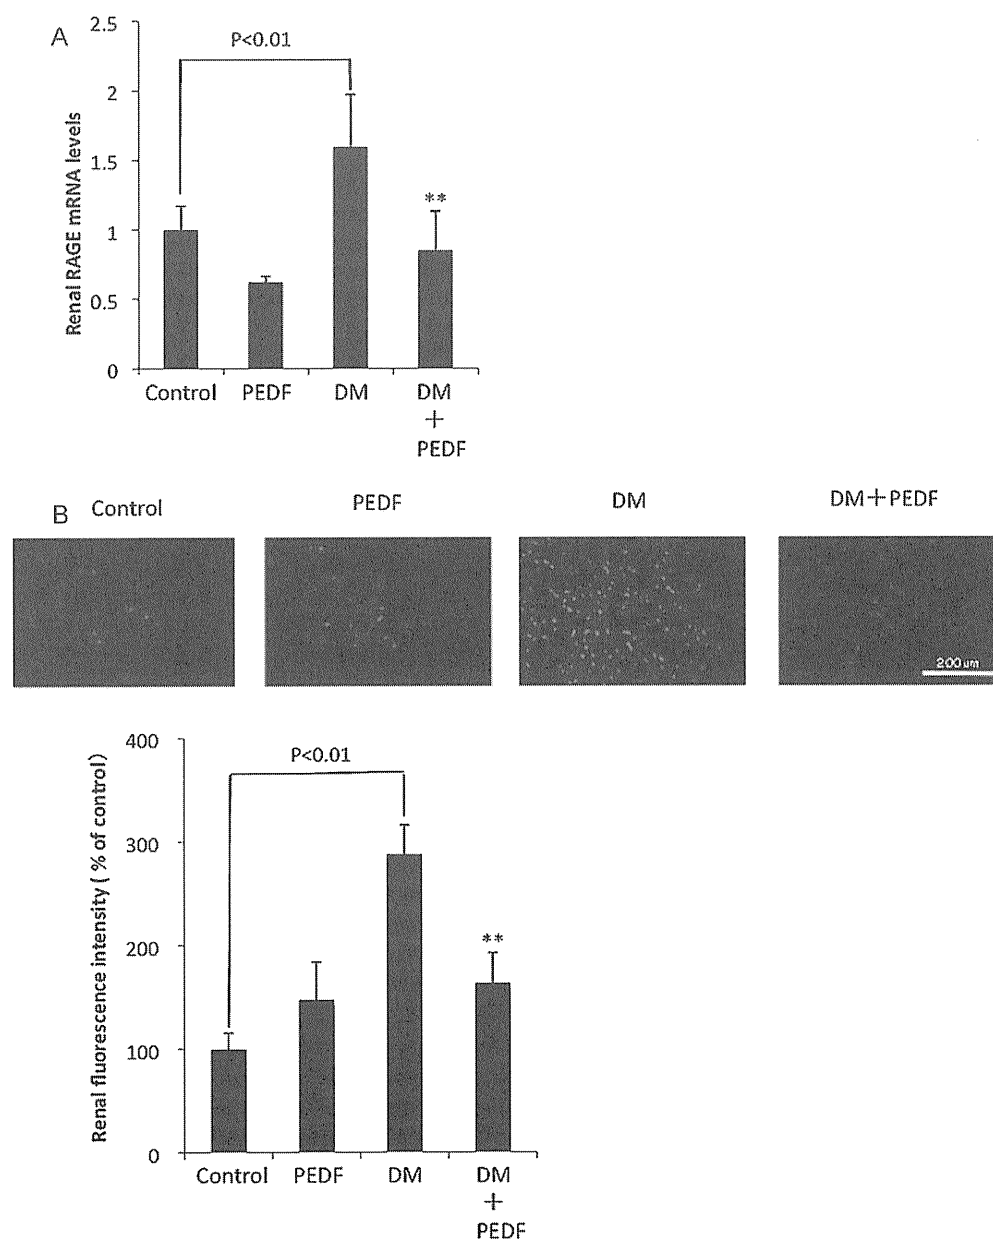 A
P<0.01
Renal RAGE mRNA levels
2.5
2
1.5
1
0.5
0
**
Control PEDF DM DM
+
PEDF
B Control PEDF DM DM+PEDF
200 μm
P<0.01
Renal fluorescence intensity ( % of control)
400
300
200
100
0
**
Control PEDF DM DM
+
PEDF